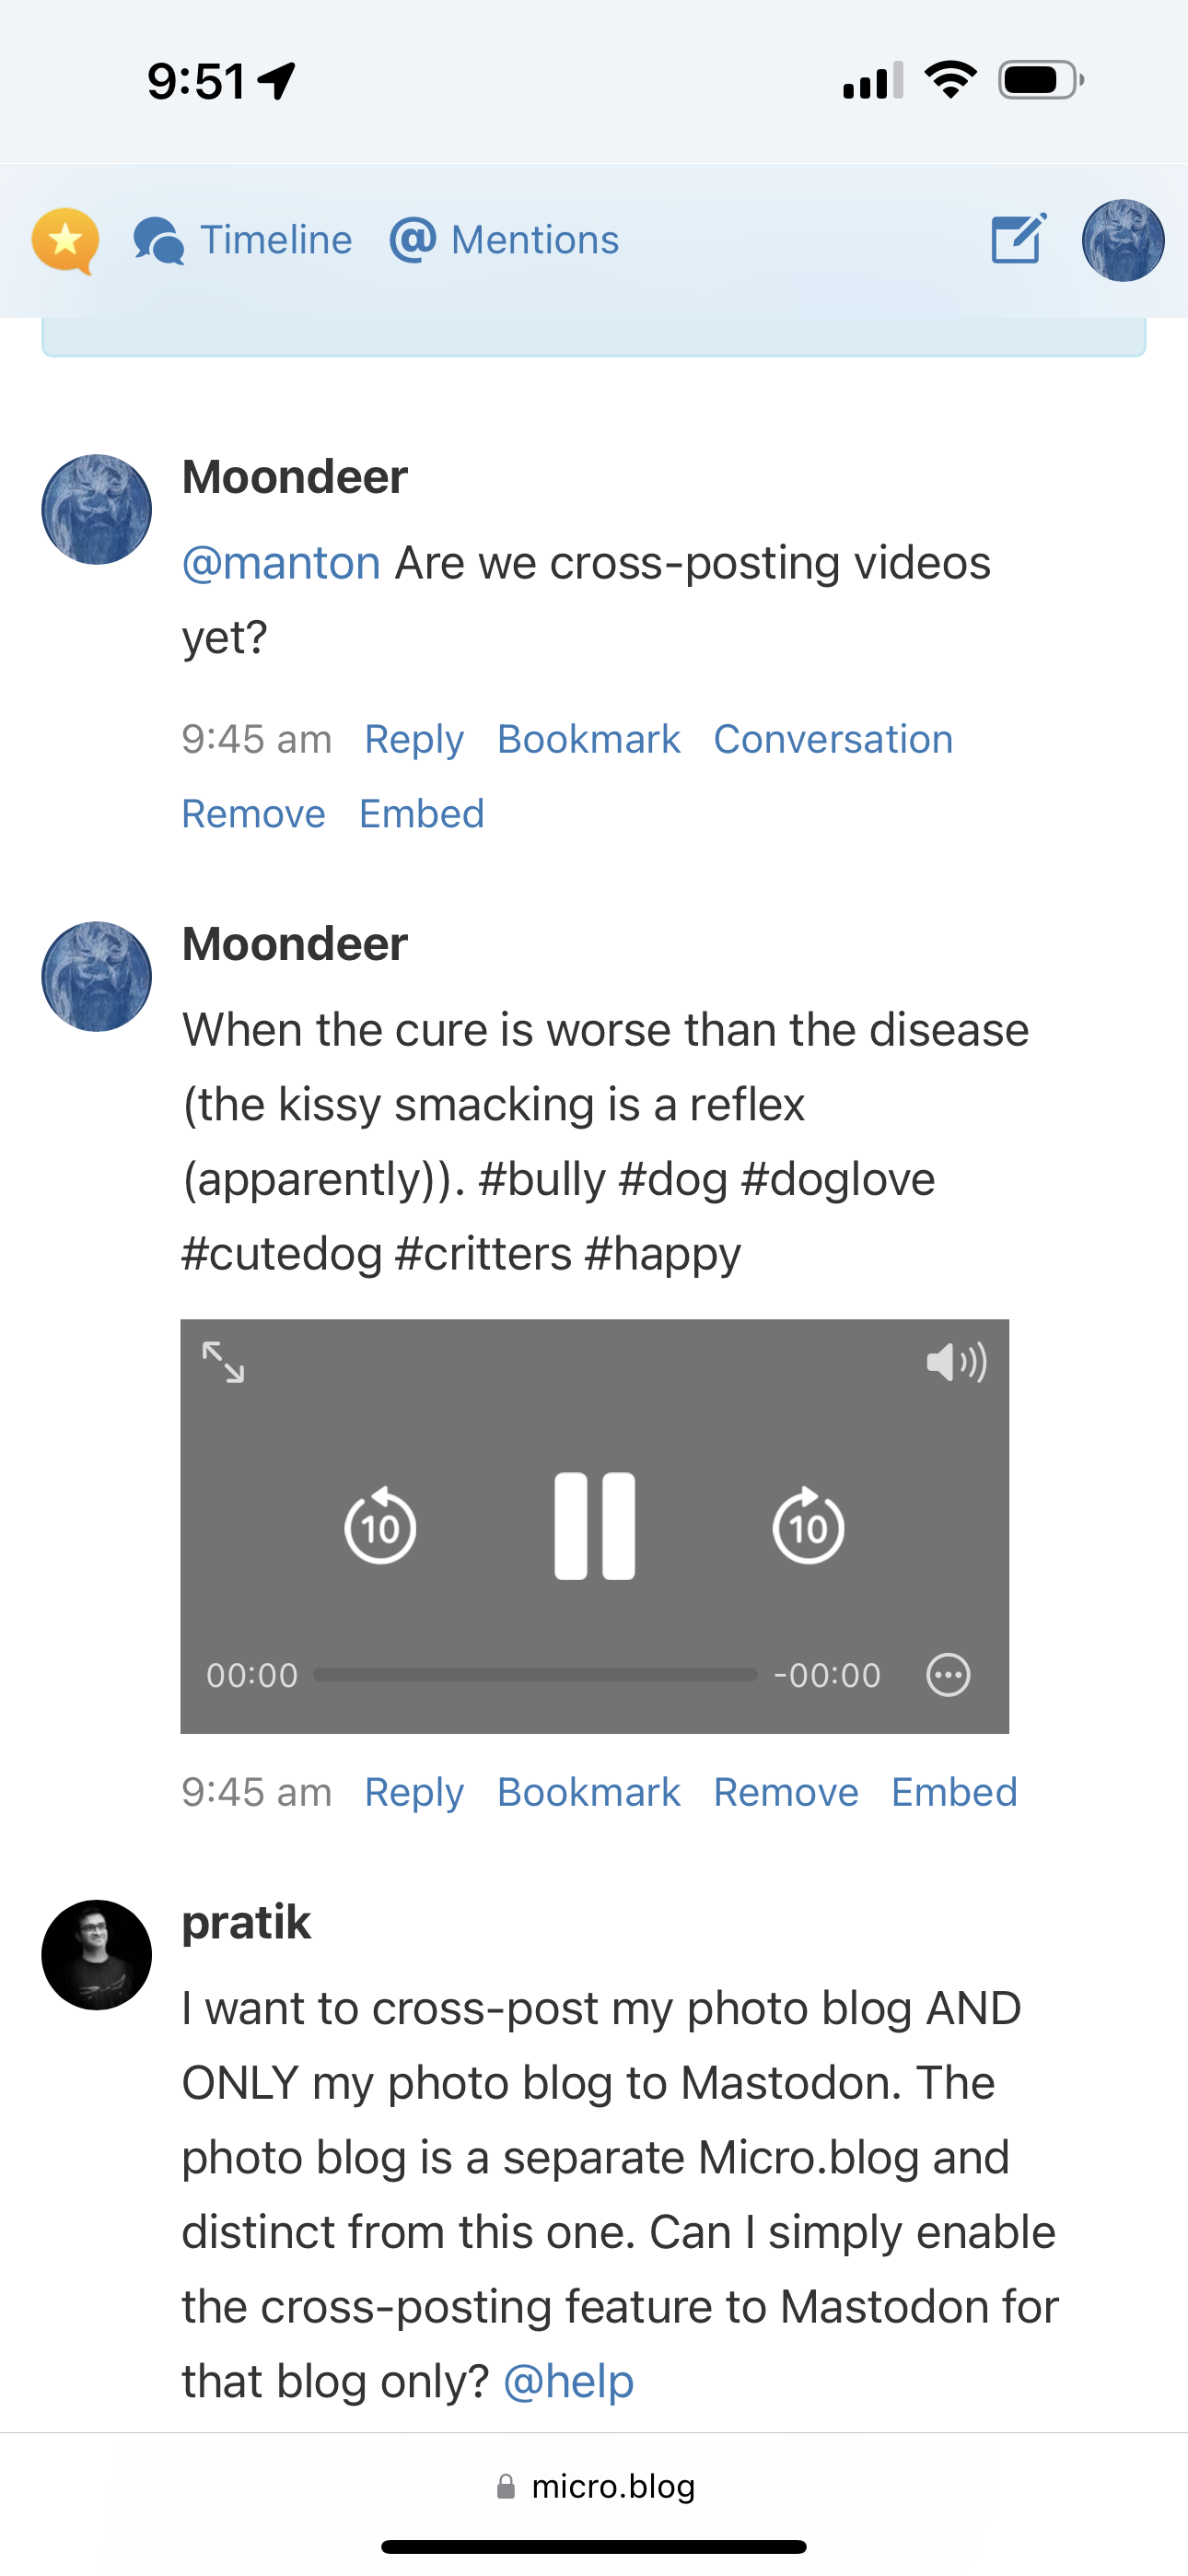 9:51
Timeline @ Mentions
Moondeer
@manton Are we cross-posting videos
yet?
9:45 am Reply Bookmark Conversation
Remove Embed
Moondeer
When the cure is worse than the disease
(the kissy smacking is a reflex
(apparently)). #bully #dog #doglove
#cutedog #critters #happy
10 10
00:00 -00:00
9:45 am Reply Bookmark Remove Embed
pratik
I want to cross-post my photo blog AND
ONLY my photo blog to Mastodon. The
photo blog is a separate Micro.blog and
distinct from this one. Can I simply enable
the cross-posting feature to Mastodon for
that blog only? @help
micro.blog